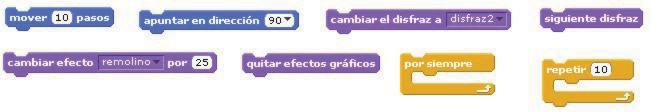 mover 10 pasos
apuntar en dirección 90
cambiar el disfraz a disfraz2
siguiente disfraz
cambiar efecto remolino por 25
quitar efectos gráficos
por siempre
repetir 10